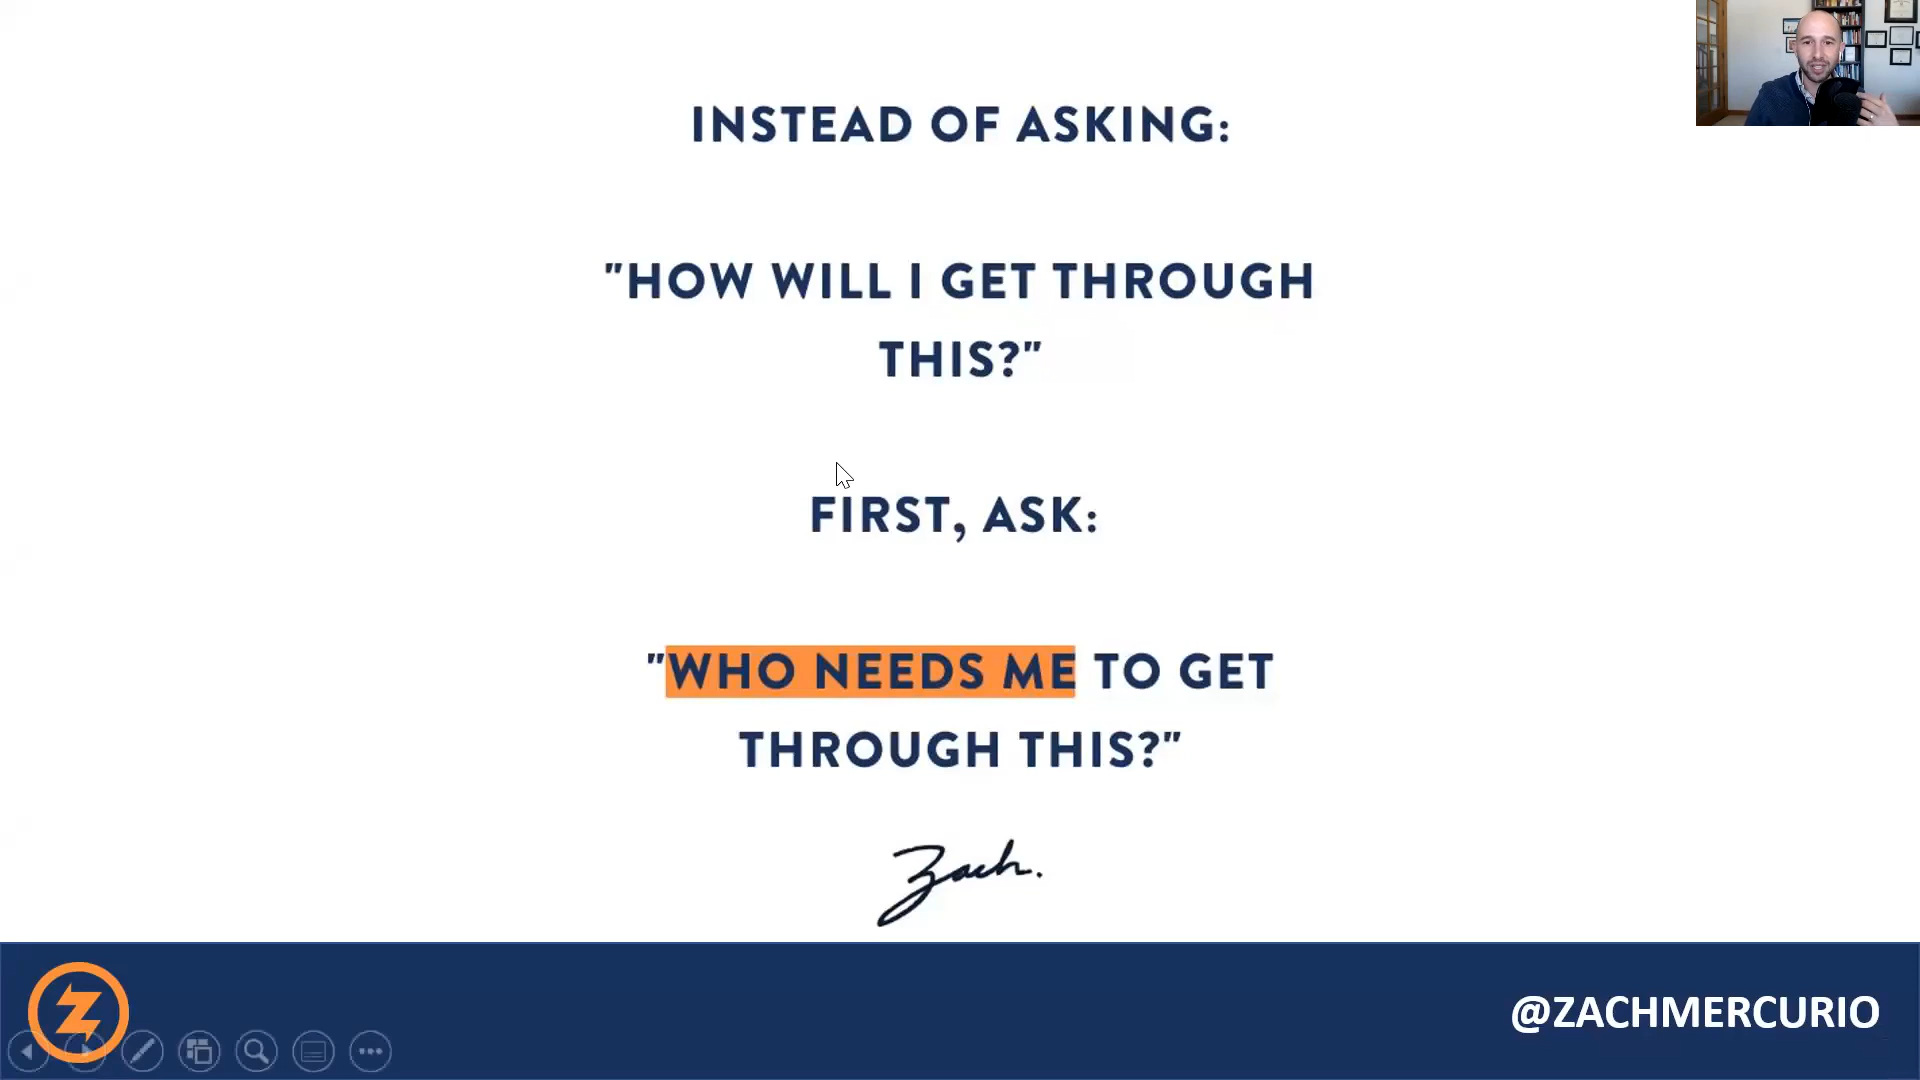 INSTEAD OF ASKING:
"HOW WILL I GET THROUGH
THIS?"
FIRST, ASK:
"WHO NEEDS ME TO GET
THROUGH THIS?"
Zach.
Z
@ZACHMERCURIO